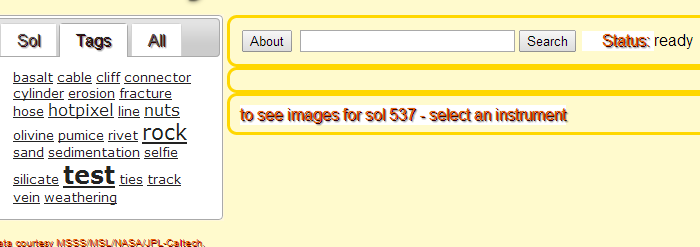 Sol Tags All
basalt cable cliff connector
cylinder erosion fracture
hose hotpixel line nuts
olivine pumice rivet rock
sand sedimentation selfie
silicate test ties track
vein weathering
About Search Status: ready
to see images for sol 537 - select an instrument
ata courtesy MSSS/MSL/NASA/JPL-Caltech.